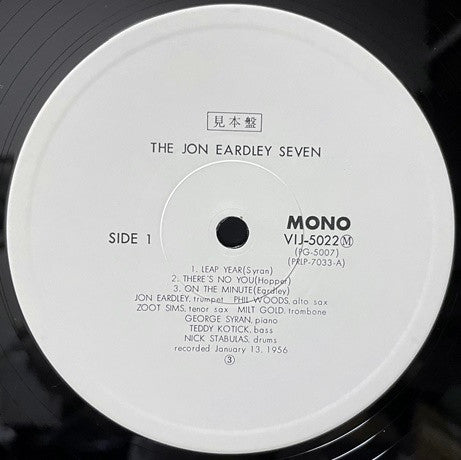 見本盤
THE JON EARDLEY SEVEN
SIDE 1
MONO
VIJ-5022Ⓜ
(PG-5007)
(PRLP-7033-A)
1. LEAP YEAR(Syran)
2. THERE'S NO YOU(Hopper)
3. ON THE MINUTE(Eardley)
JON EARDLEY, trumpet PHIL WOODS, alto sax
ZOOT SIMS, tenor sax MILT GOLD, trombone
GEORGE SYRAN, piano
TEDDY KOTICK, bass
NICK STABULAS, drums
recorded January 13, 1956
③